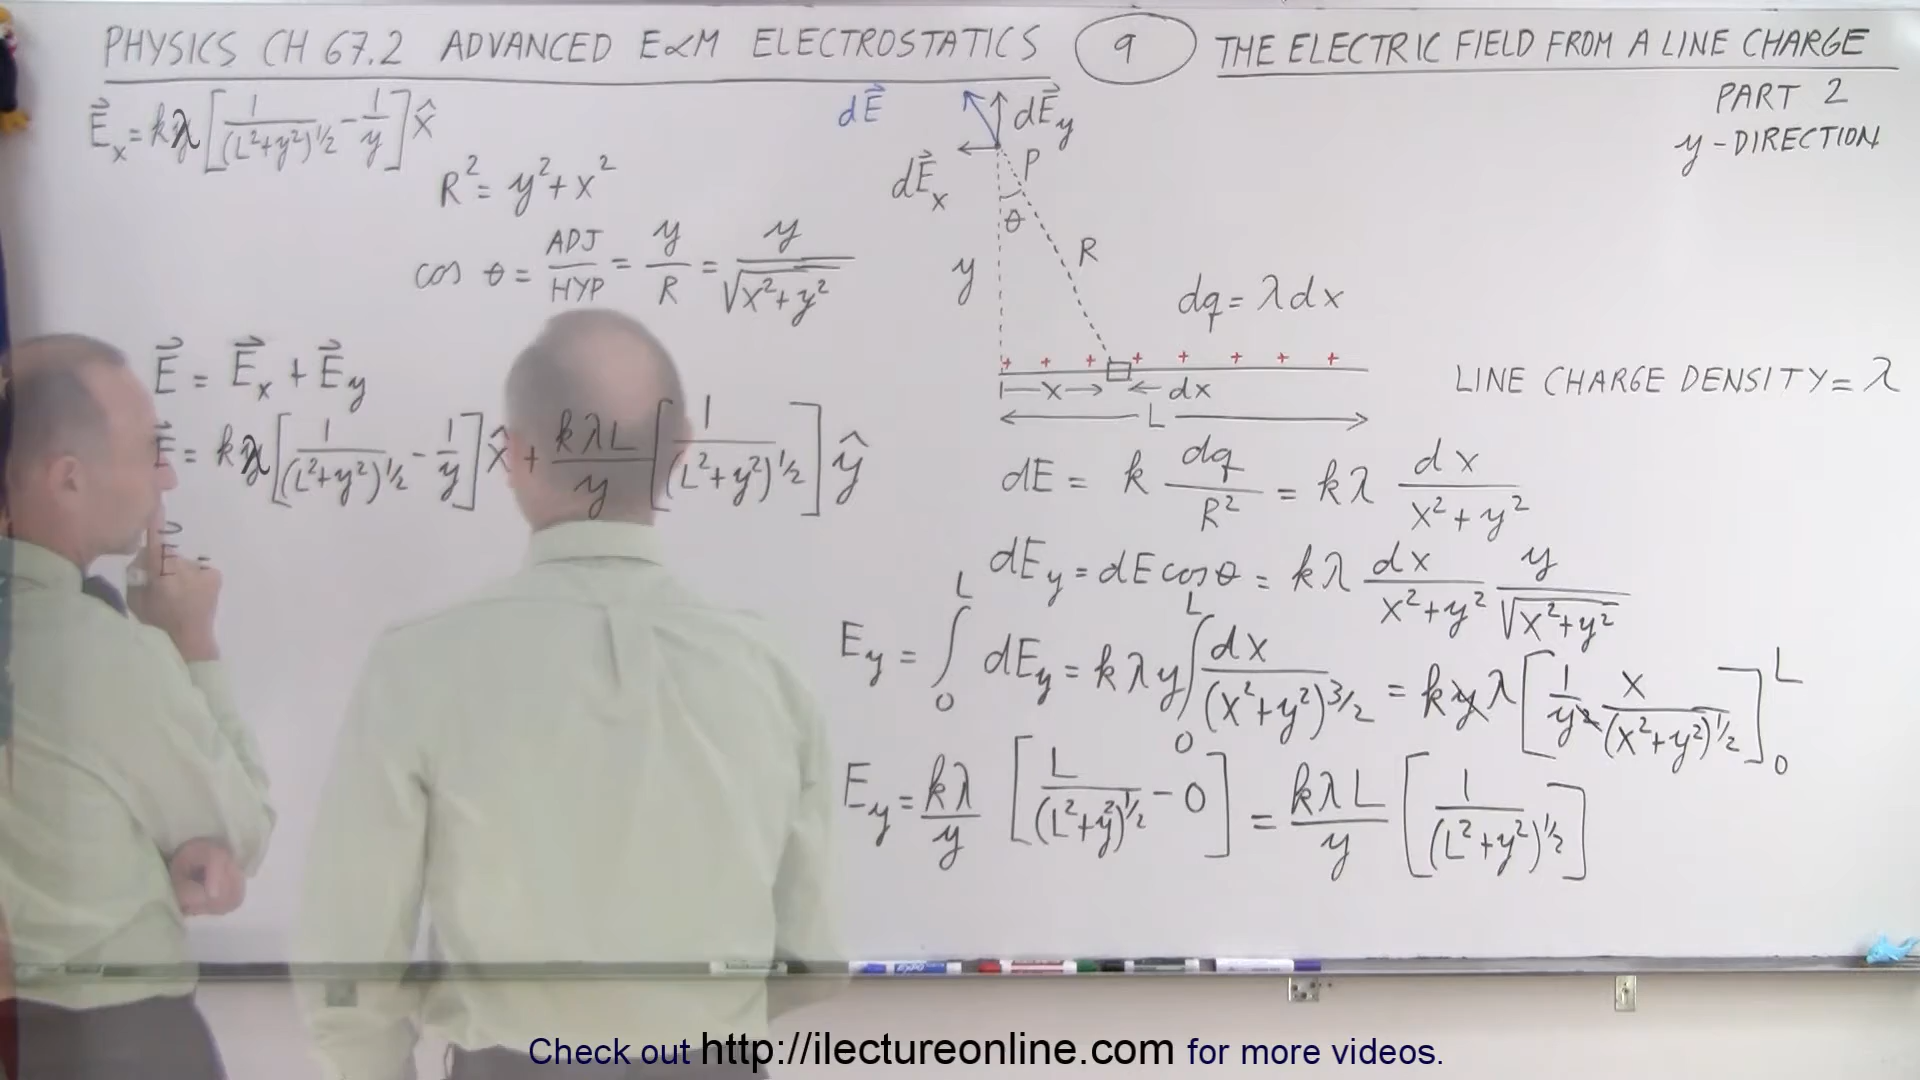 PHYSICS CH 67.2 ADVANCED E&M ELECTROSTATICS 9 THE ELECTRIC FIELD FROM A LINE CHARGE
PART 2
y-DIRECTION
E⃗x = kλ[1/(L²+y²)^½ - 1/y] x̂
R² = y² + x²
cos θ = ADJ/HYP = y/R = y/√(x²+y²)
E⃗ = E⃗x + E⃗y
E⃗ = kλ[1/(L²+y²)^½ - 1/y] x̂ + kλL/y [1/(L²+y²)^½] ŷ
E⃗ =
dE⃗
dE⃗y
dE⃗x
P
θ
R
y
dq = λdx
+ + + + + + + +
x dx
L
LINE CHARGE DENSITY = λ
dE = k dq/R² = kλ dx/(x²+y²)
dEy = dE cos θ = kλ dx/(x²+y²) y/√(x²+y²)
Ey = ∫₀ᴸ dEy = kλy ∫₀ᴸ dx/(x²+y²)^3/2 = kyλ[1/y² x/(x²+y²)^½]₀ᴸ
Ey = kλ/y [L/(L²+y²)^½ - 0] = kλL/y [1/(L²+y²)^½]
Check out http://ilectureonline.com for more videos.